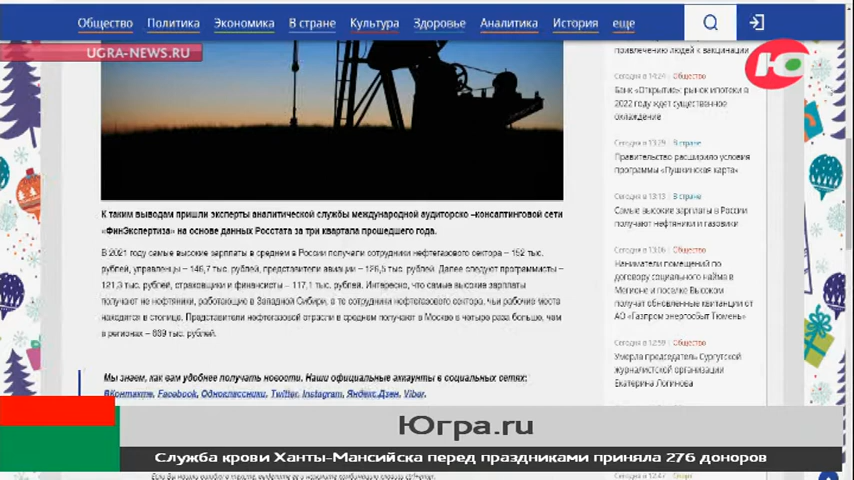 Общество Политика Экономика В стране Культура Здоровье Аналитика История еще
UGRA-NEWS.RU
Ю
К таким выводам пришли эксперты аналитической службы международной аудиторско –консалтинговой сети
«ФинЭкспертиза» на основе данных Росстата за три квартала прошедшего года.
В 2021 году самые высокие зарплаты в среднем в России получали сотрудники нефтегазового сектора – 152 тыс.
рублей, управленцы – 146,7 тыс. рублей, представители авиации – 126,5 тыс. рублей. Далее следуют программисты –
121,3 тыс. рублей, страховщики и финансисты – 117,1 тыс. рублей. Интересно, что самые высокие зарплаты
получают не нефтяники, работающие в Западной Сибири, а те сотрудники нефтегазового сектора, чьи рабочие места
находятся в столице. Представители нефтегазовой отрасли в среднем получают в Москве в четыре раза больше, чем
в регионах – 669 тыс. рублей.
Мы знаем, как вам удобнее получать новости. Наши официальные аккаунты в социальных сетях:
ВКонтакте, Facebook, Одноклассники, Twitter, Instagram, Яндекс.Дзен, Viber.
привлечению людей к вакцинации
Сегодня в 14:24 | Общество
Банк «Открытие»: рынок ипотеки в
2022 году ждет существенное
охлаждение
Сегодня в 13:29 | В стране
Правительство расширило условия
программы «Пушкинская карта»
Сегодня в 13:13 | В стране
Самые высокие зарплаты в России
получают нефтяники и газовики
Сегодня в 13:06 | Общество
Наниматели помещений по
договору социального найма в
Мегионе и поселке Высоком
получат обновленные квитанции от
АО «Газпром энергосбыт Тюмень»
Сегодня в 12:59 | Общество
Умерла председатель Сургутской
журналистской организации
Екатерина Логинова
Югра.ru
Служба крови Ханты-Мансийска перед праздниками приняла 276 доноров
Сегодня в 12:47 | Спорт